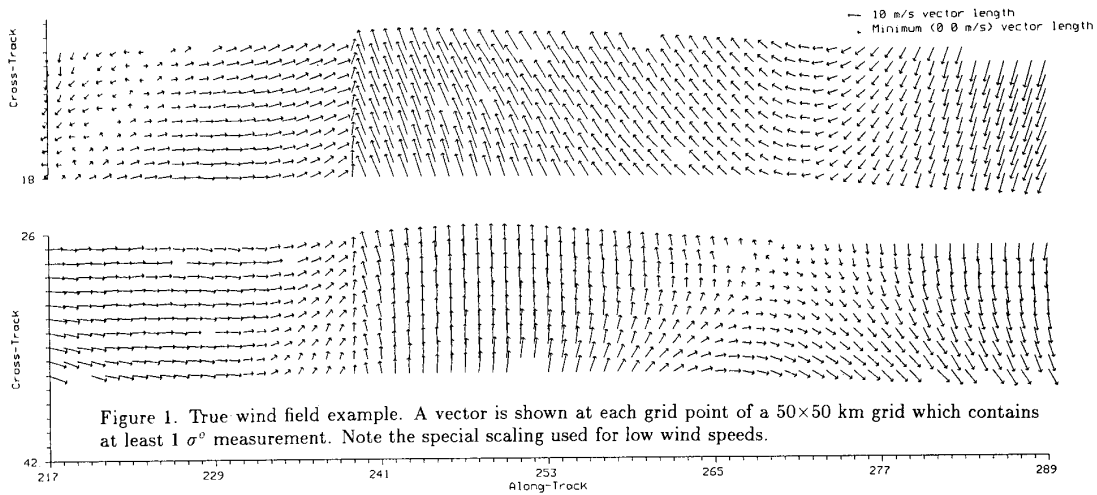 10 m/s vector length
Minimum (0 0 m/s) vector length
Cross-Track
18
26
Cross-Track
Figure 1. True wind field example. A vector is shown at each grid point of a 50×50 km grid which contains
at least 1 σ° measurement. Note the special scaling used for low wind speeds.
42
217 229 241 253 265 277 289
Along-Track